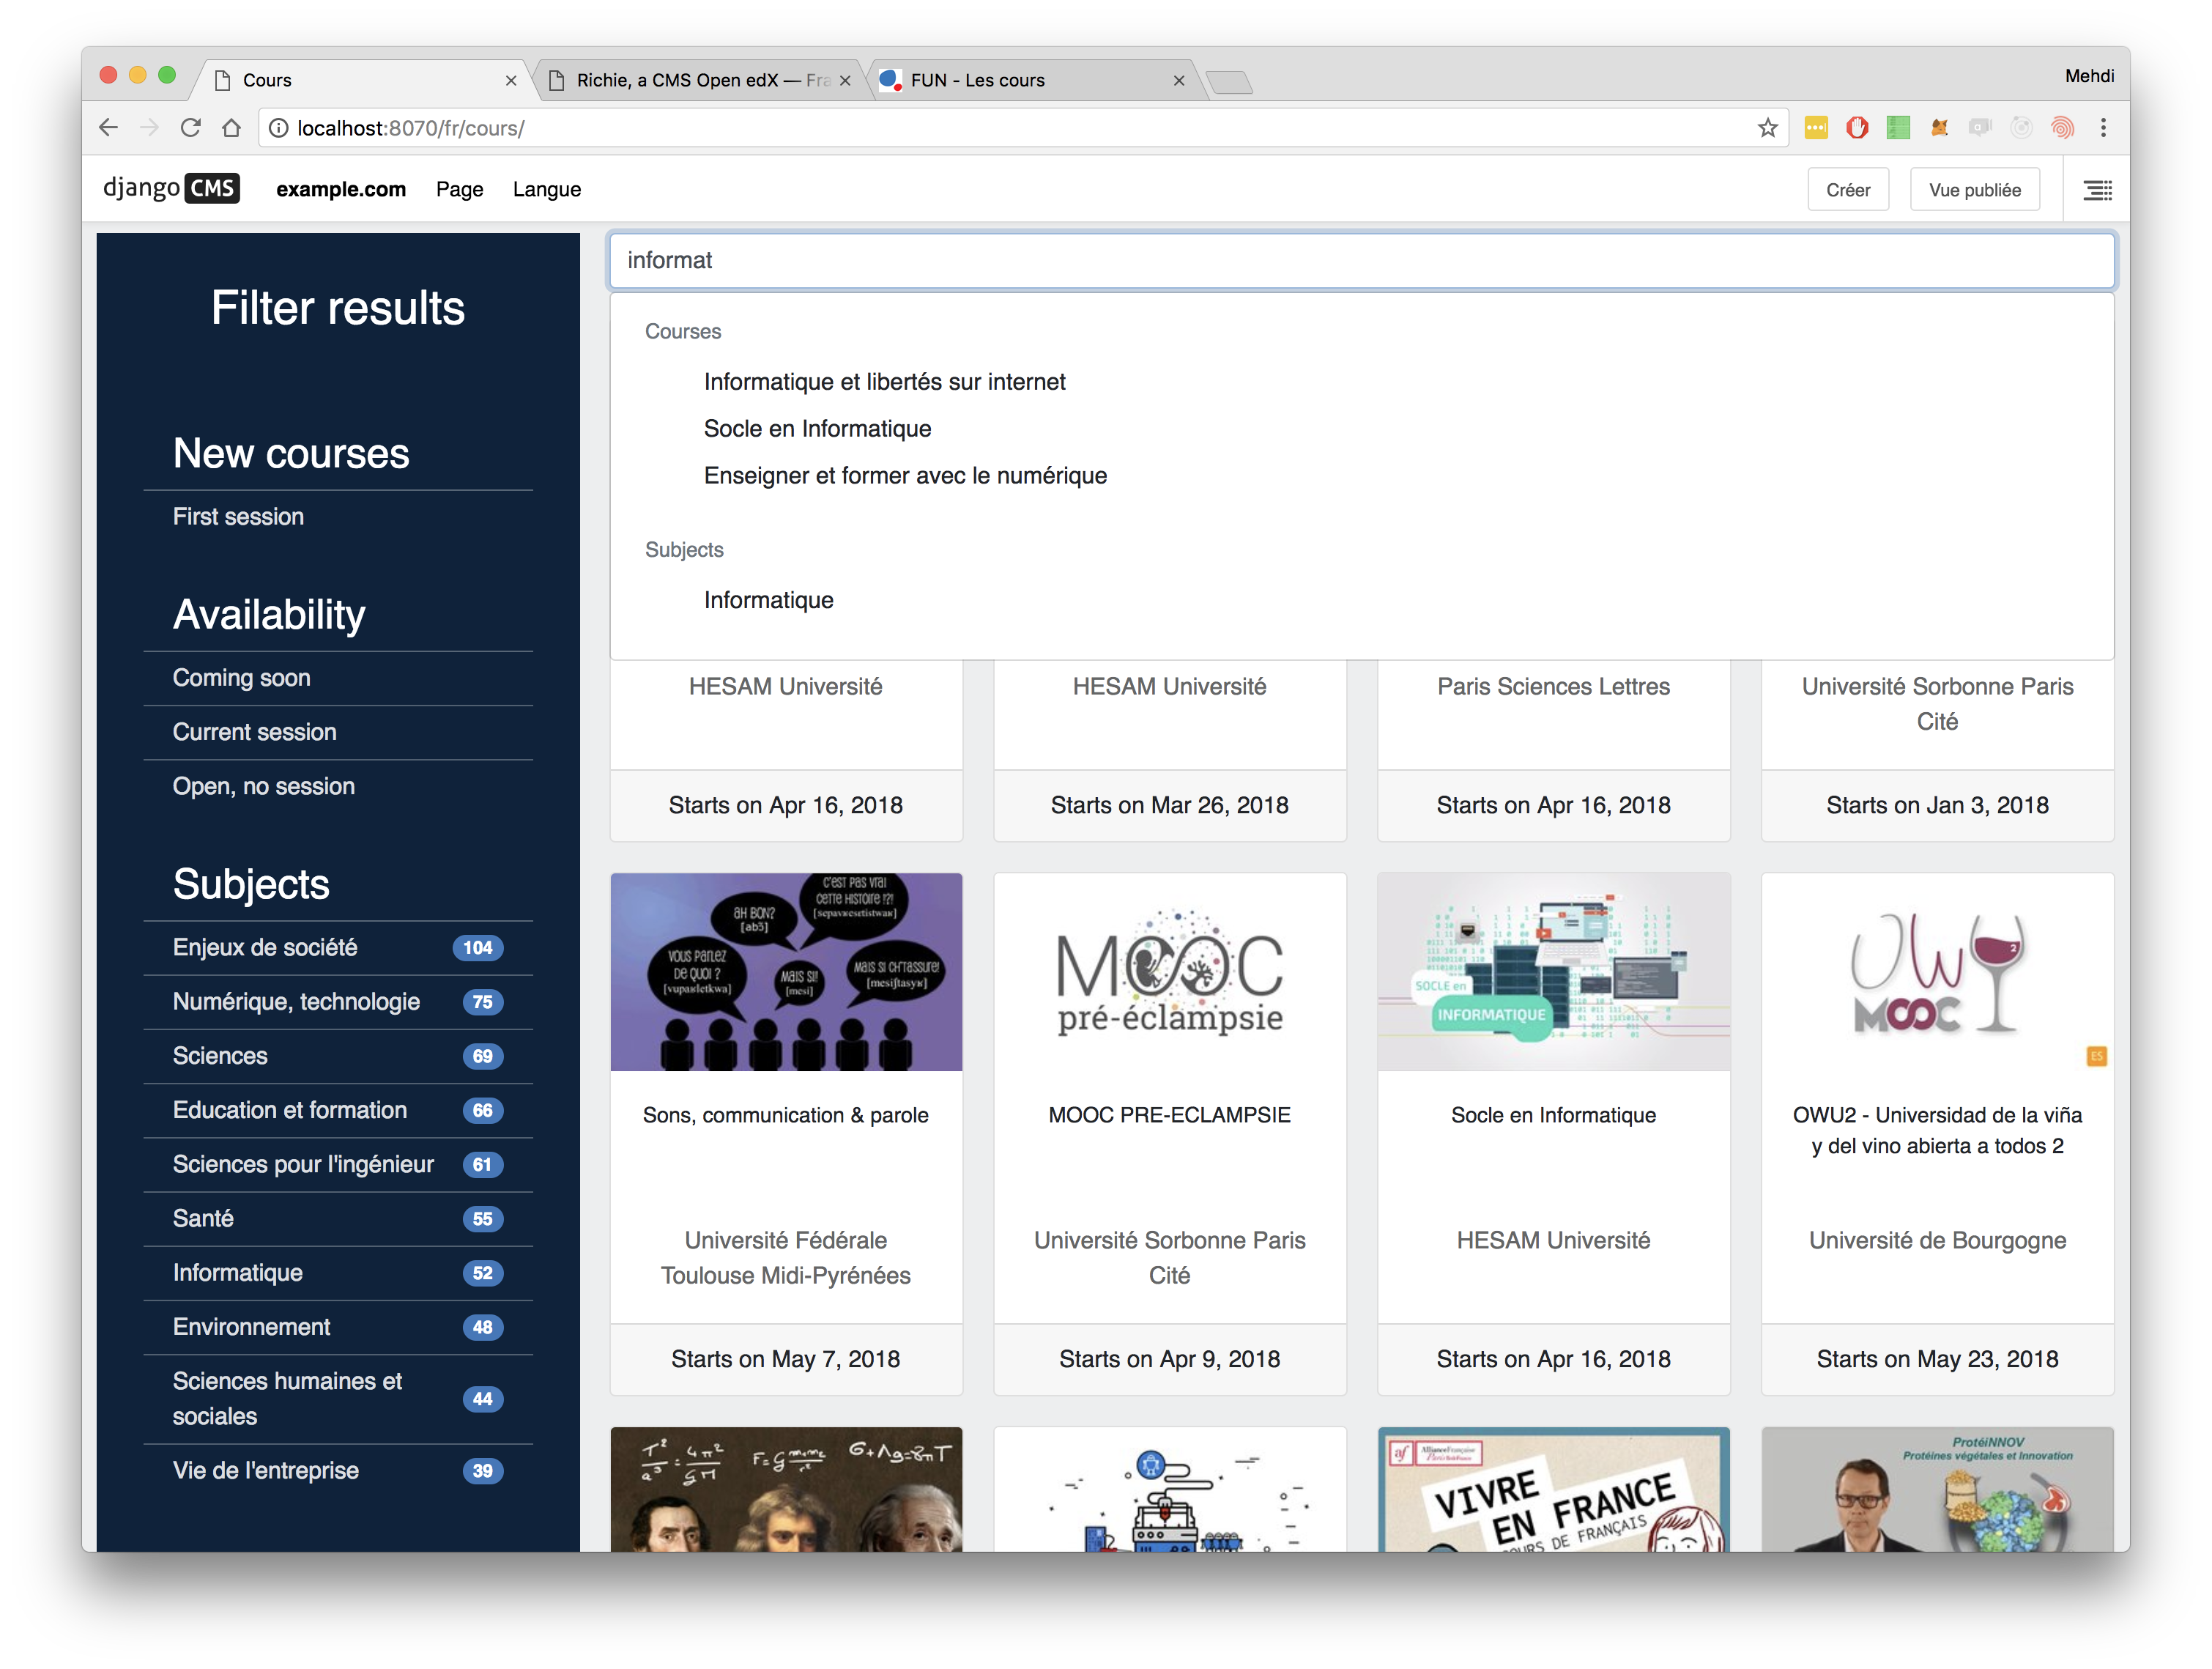 Cours
Richie, a CMS Open edX — Fra
FUN - Les cours
Mehdi
localhost:8070/fr/cours/
django CMS
example.com
Page
Langue
Créer
Vue publiée
Filter results
New courses
First session
Availability
Coming soon
Current session
Open, no session
Subjects
Enjeux de société 104
Numérique, technologie 75
Sciences 69
Education et formation 66
Sciences pour l'ingénieur 61
Santé 55
Informatique 52
Environnement 48
Sciences humaines et
sociales 44
Vie de l'entreprise 39
informat
Courses
Informatique et libertés sur internet
Socle en Informatique
Enseigner et former avec le numérique
Subjects
Informatique
HESAM Université
Starts on Apr 16, 2018
HESAM Université
Starts on Mar 26, 2018
Paris Sciences Lettres
Starts on Apr 16, 2018
Université Sorbonne Paris
Cité
Starts on Jan 3, 2018
C'EST PAS VRAI
CETTE HISTOIRE !?!
AH BON?
[abɔ̃]
VOUS PARLEZ
DE QUOI ?
[vupaʁletkwa]
MAIS SI!
[mesi]
MAIS SI CH'TASSURE!
[mesiʃtasyʁ]
Sons, communication & parole
Université Fédérale
Toulouse Midi-Pyrénées
Starts on May 7, 2018
MOOC
pré-éclampsie
MOOC PRE-ECLAMPSIE
Université Sorbonne Paris
Cité
Starts on Apr 9, 2018
SOCLE en
INFORMATIQUE
Socle en Informatique
HESAM Université
Starts on Apr 16, 2018
OWU
2
MOOC
ES
OWU2 - Universidad de la viña
y del vino abierta a todos 2
Université de Bourgogne
Starts on May 23, 2018
af AllianceFrançaise
VIVRE
EN FRANCE
COURS DE FRANÇAIS
ProtéiNNOV
Protéines végétales et Innovation